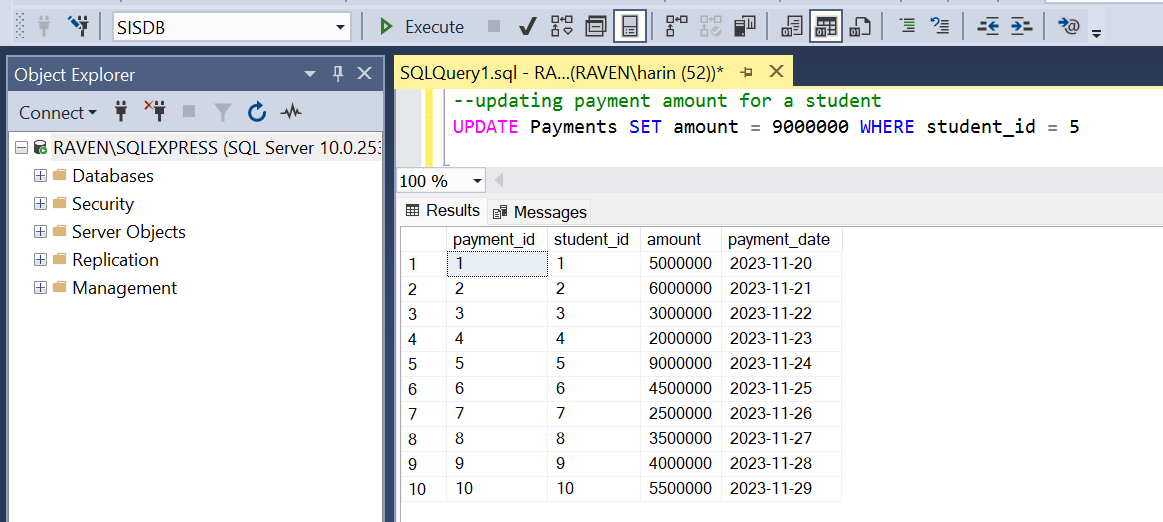 SISDB
Execute
Object Explorer
Connect
RAVEN\SQLEXPRESS (SQL Server 10.0.253
Databases
Security
Server Objects
Replication
Management
SQLQuery1.sql - RA...(RAVEN\harin (52))*
--updating payment amount for a student
UPDATE Payments SET amount = 9000000 WHERE student_id = 5
100 %
Results Messages
payment_id student_id amount payment_date
1 1 1 5000000 2023-11-20
2 2 2 6000000 2023-11-21
3 3 3 3000000 2023-11-22
4 4 4 2000000 2023-11-23
5 5 5 9000000 2023-11-24
6 6 6 4500000 2023-11-25
7 7 7 2500000 2023-11-26
8 8 8 3500000 2023-11-27
9 9 9 4000000 2023-11-28
10 10 10 5500000 2023-11-29